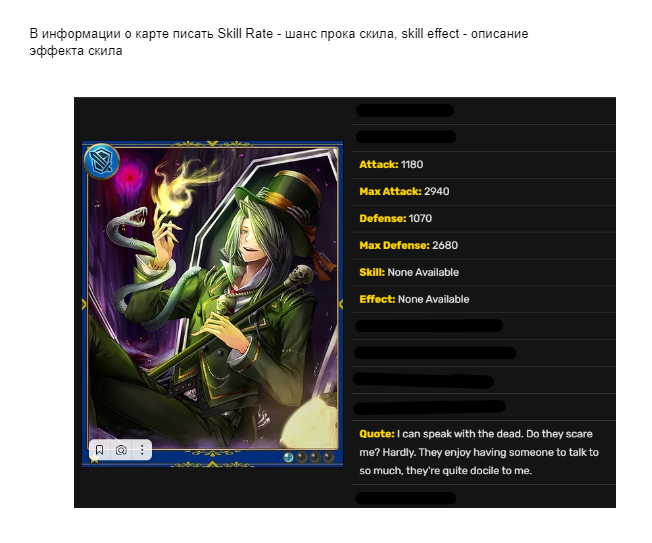 В информации о карте писать Skill Rate - шанс прока скила, skill effect - описание
эффекта скила
Attack: 1180
Max Attack: 2940
Defense: 1070
Max Defense: 2680
Skill: None Available
Effect: None Available
Quote: I can speak with the dead. Do they scare
me? Hardly. They enjoy having someone to talk to
so much, they're quite docile to me.